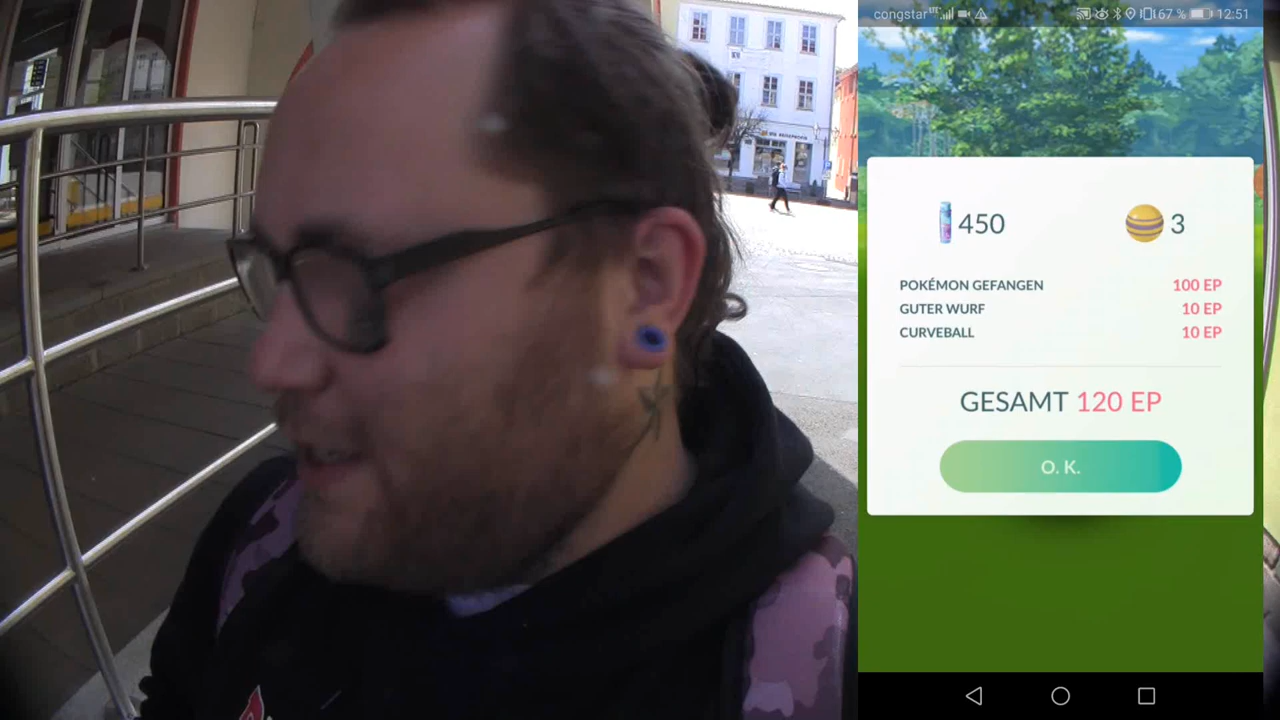 congstar 67 % 12:51
450 3
POKÉMON GEFANGEN 100 EP
GUTER WURF 10 EP
CURVEBALL 10 EP
GESAMT 120 EP
O. K.